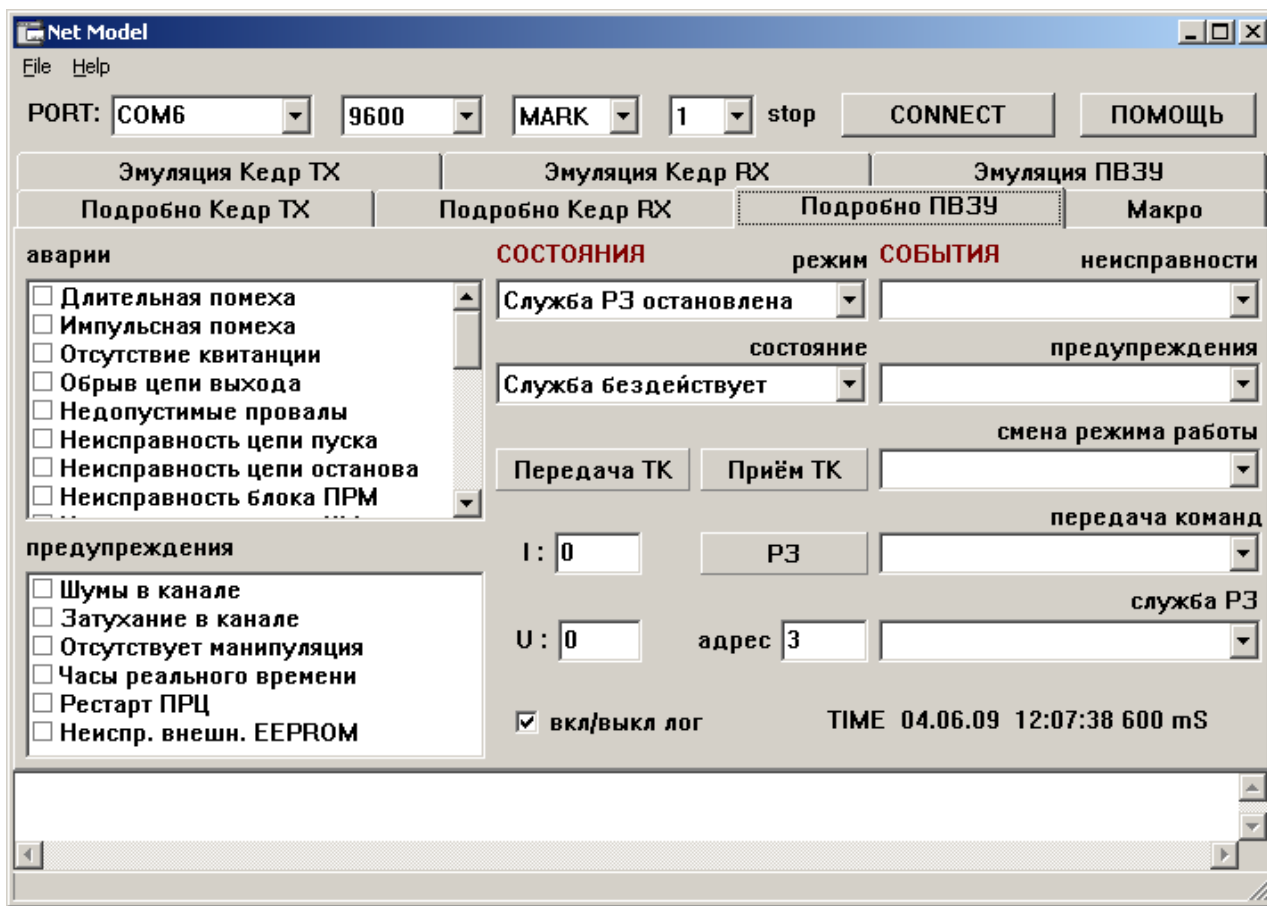 Net Model
File Help
PORT: COM6 9600 MARK 1 stop CONNECT ПОМОЩЬ
Эмуляция Кедр TX Эмуляция Кедр RX Эмуляция ПВЗУ
Подробно Кедр TX Подробно Кедр RX Подробно ПВЗУ Макро
аварии
Длительная помеха
Импульсная помеха
Отсутствие квитанции
Обрыв цепи выхода
Недопустимые провалы
Неисправность цепи пуска
Неисправность цепи останова
Неисправность блока ПРМ
предупреждения
Шумы в канале
Затухание в канале
Отсутствует манипуляция
Часы реального времени
Рестарт ПРЦ
Неиспр. внешн. EEPROM
СОСТОЯНИЯ режим
Служба РЗ остановлена
состояние
Служба бездействует
Передача ТК Приём ТК
I : 0 РЗ
U : 0 адрес 3
вкл/выкл лог
СОБЫТИЯ неисправности
предупреждения
смена режима работы
передача команд
служба РЗ
TIME 04.06.09 12:07:38 600 mS